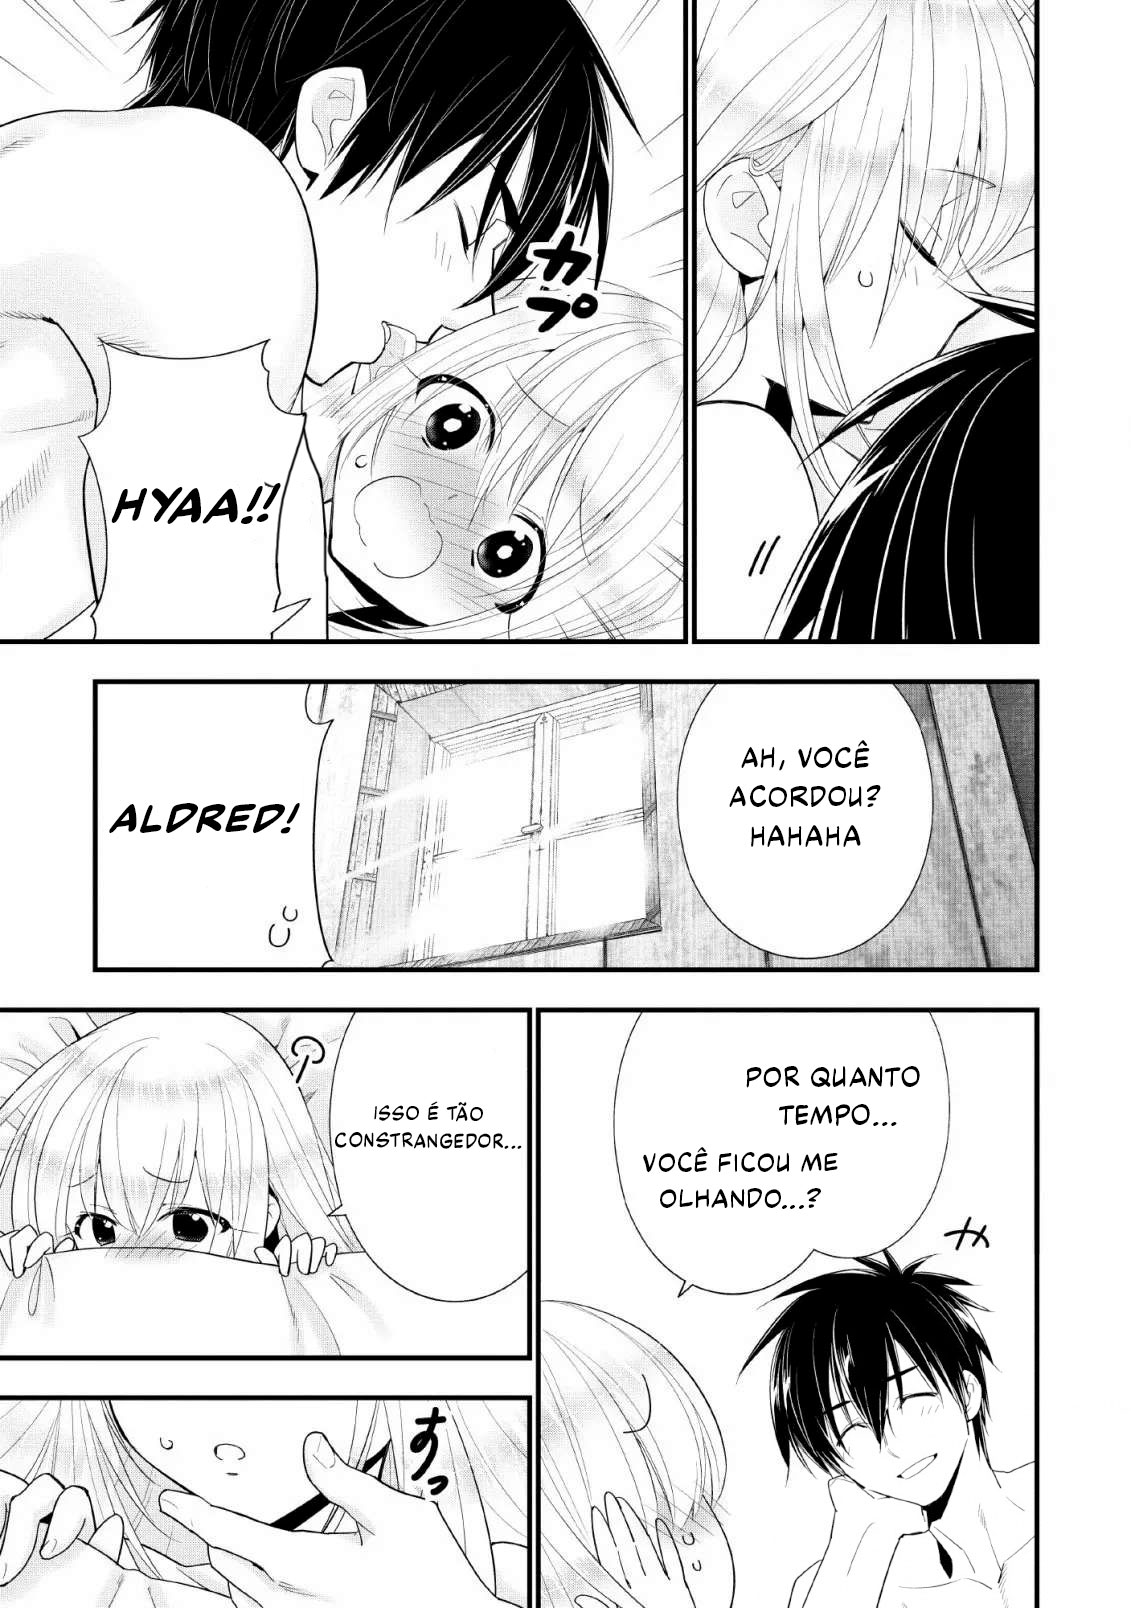 カプ
HYAA!!
AH, VOCÊ
ACORDOU?
HAHAHA
ALDRED!
POR QUANTO
TEMPO...
VOCÊ FICOU ME
OLHANDO...?
ISSO É TÃO
CONSTRANGEDOR...
すっ